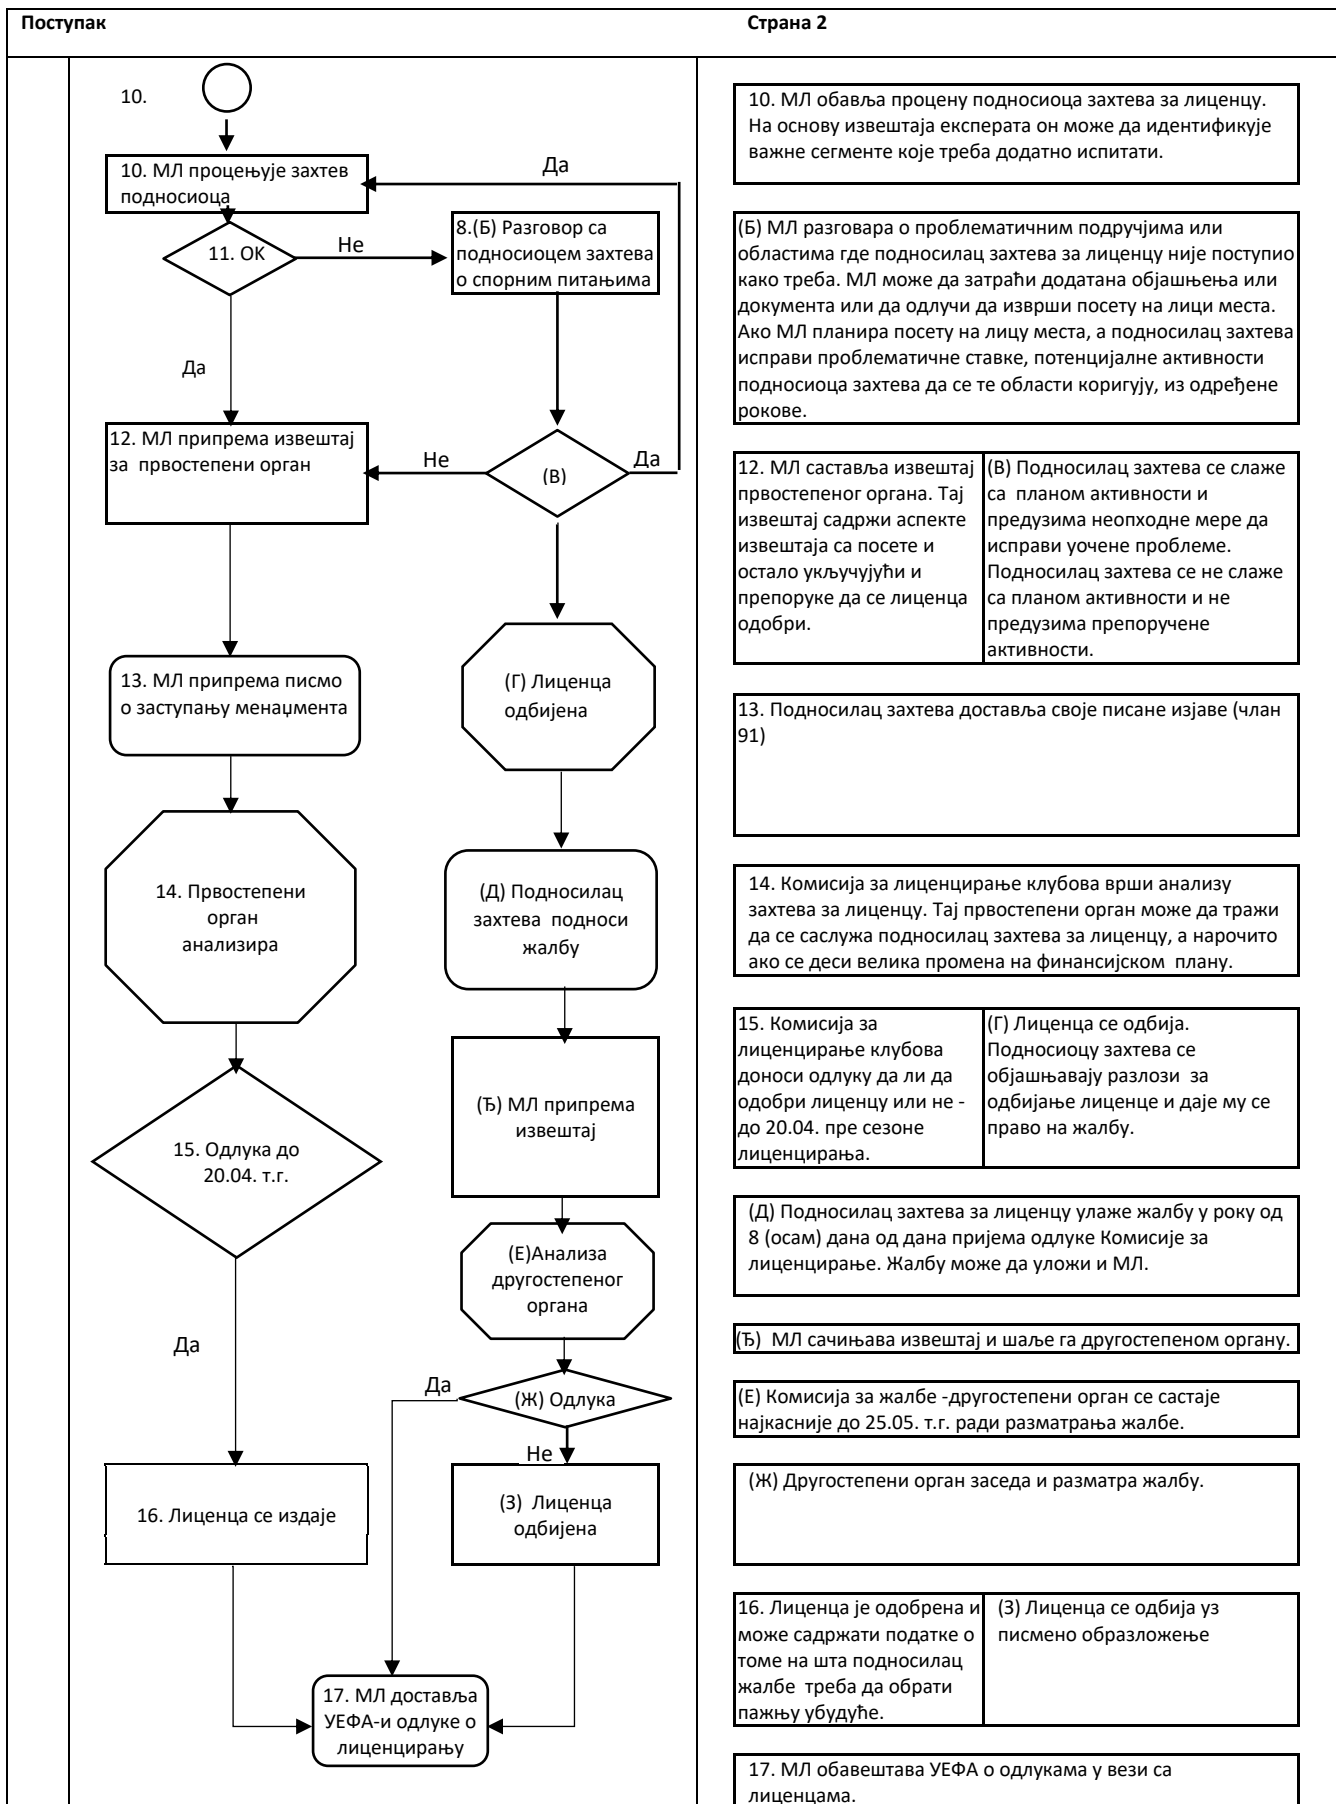 Поступак
Страна 2
10.
10. МЛ процењује захтев
подносиоца
Да
11. ОК
Не
8.(Б) Разговор са
подносиоцем захтева
о спорним питањима
Да
12. МЛ припрема извештај
за првостепени орган
Не
(В)
Да
13. МЛ припрема писмо
о заступању менаџмента
(Г) Лиценца
одбијена
14. Првостепени
орган
анализира
(Д) Подносилац
захтева подноси
жалбу
15. Одлука до
20.04. т.г.
(Ђ) МЛ припрема
извештај
(Е)Анализа
другостепеног
органа
Да
Да
(Ж) Одлука
Не
16. Лиценца се издаје
(З) Лиценца
одбијена
17. МЛ доставља
УЕФА-и одлуке о
лиценцирању
10. МЛ обавља процену подносиоца захтева за лиценцу.
На основу извештаја експерата он може да идентификује
важне сегменте које треба додатно испитати.
(Б) МЛ разговара о проблематичним подручјима или
областима где подносилац захтева за лиценцу није поступио
како треба. МЛ може да затраћи додатана објашњења или
документа или да одлучи да изврши посету на лици места.
Ако МЛ планира посету на лицу места, а подносилац захтева
исправи проблематичне ставке, потенцијалне активности
подносиоца захтева да се те области коригују, из одређене
рокове.
12. МЛ саставља извештај
првостепеног органа. Тај
извештај садржи аспекте
извештаја са посете и
остало укључујући и
препоруке да се лиценца
одобри.
(В) Подносилац захтева се слаже
са планом активности и
предузима неопходне мере да
исправи уочене проблеме.
Подносилац захтева се не слаже
са планом активности и не
предузима препоручене
активности.
13. Подносилац захтева доставља своје писане изјаве (члан
91)
14. Комисија за лиценцирање клубова врши анализу
захтева за лиценцу. Тај првостепени орган може да тражи
да се саслужа подносилац захтева за лиценцу, а нарочито
ако се деси велика промена на финансијском плану.
15. Комисија за
лиценцирање клубова
доноси одлуку да ли да
одобри лиценцу или не -
до 20.04. пре сезоне
лиценцирања.
(Г) Лиценца се одбија.
Подносиоцу захтева се
објашњавају разлози за
одбијање лиценце и даје му се
право на жалбу.
(Д) Подносилац захтева за лиценцу улаже жалбу у року од
8 (осам) дана од дана пријема одлуке Комисије за
лиценцирање. Жалбу може да уложи и МЛ.
(Ђ) МЛ сачињава извештај и шаље га другостепеном органу.
(Е) Комисија за жалбе -другостепени орган се састаје
најкасније до 25.05. т.г. ради разматрања жалбе.
(Ж) Другостепени орган заседа и разматра жалбу.
16. Лиценца је одобрена и
може садржати податке о
томе на шта подносилац
жалбе треба да обрати
пажњу убудуће.
(З) Лиценца се одбија уз
писмено образложење
17. МЛ обавештава УЕФА о одлукама у вези са
лиценцама.